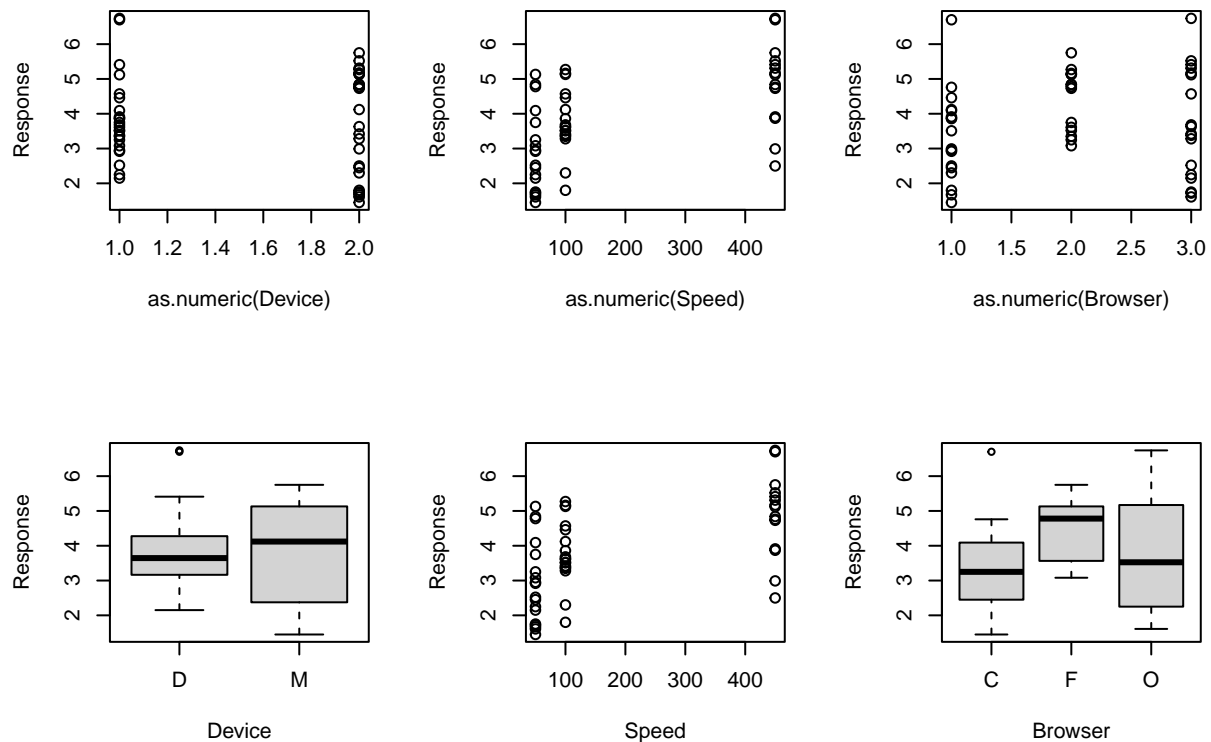 Response
6
5
4
3
2
1.0 1.2 1.4 1.6 1.8 2.0
as.numeric(Device)
Response
6
5
4
3
2
100 200 300 400
as.numeric(Speed)
Response
6
5
4
3
2
1.0 1.5 2.0 2.5 3.0
as.numeric(Browser)
Response
6
5
4
3
2
D M
Device
Response
6
5
4
3
2
100 200 300 400
Speed
Response
6
5
4
3
2
C F O
Browser